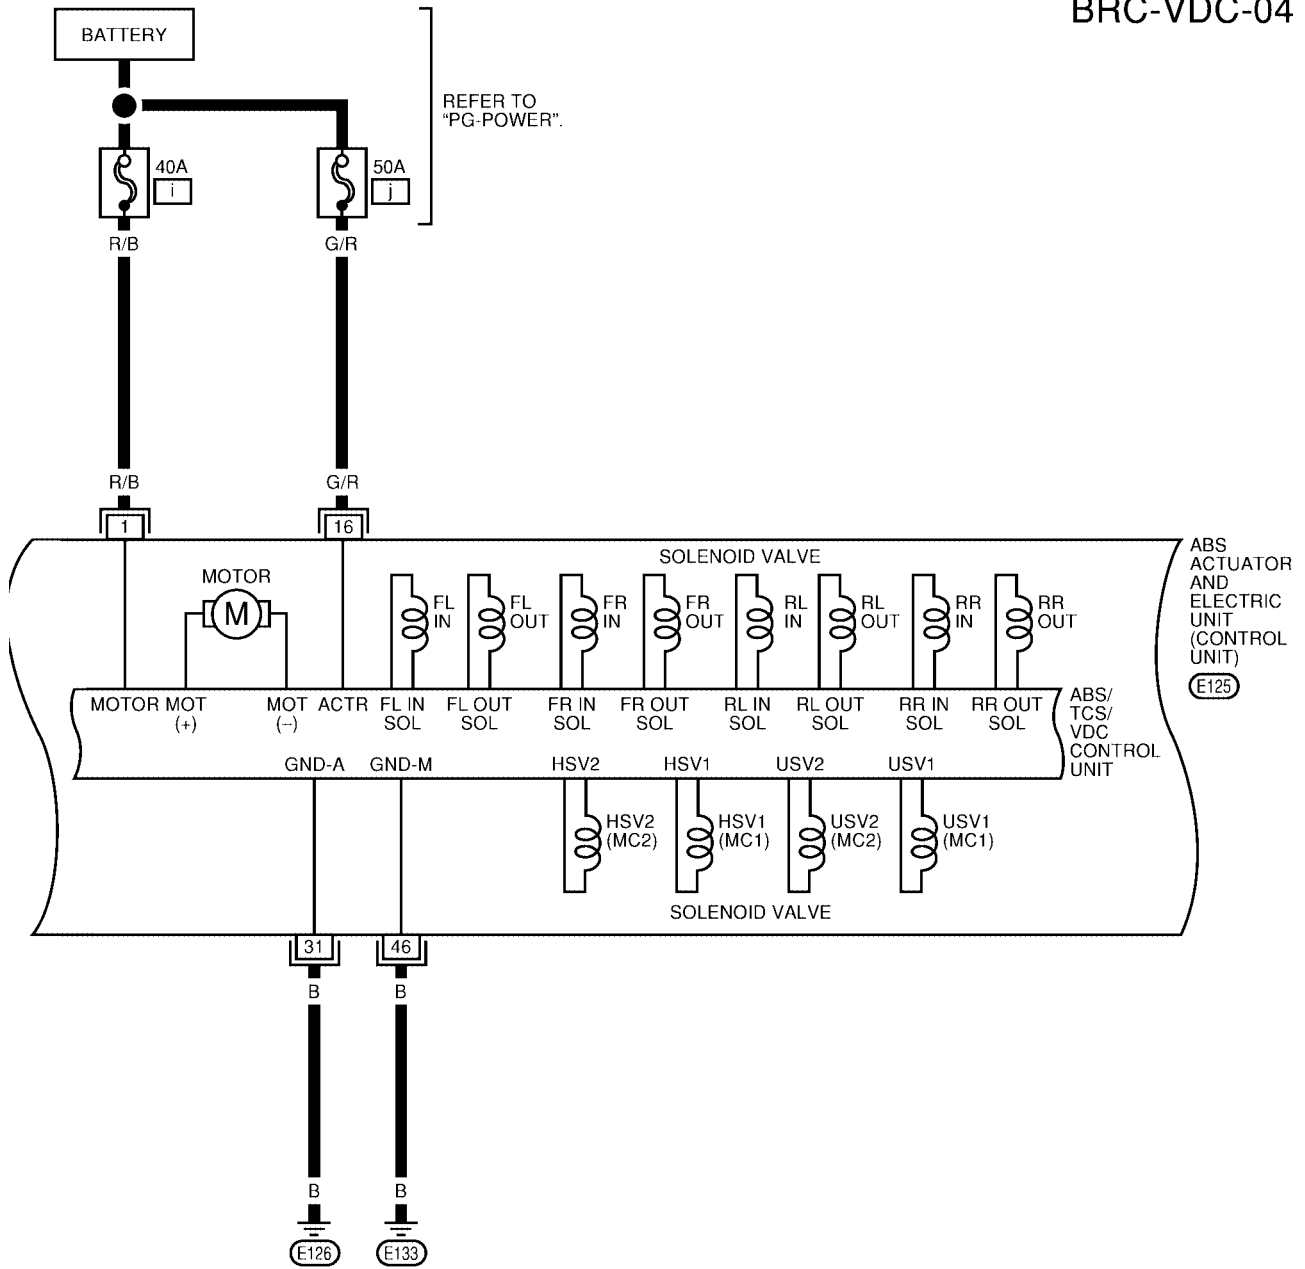 BRC-VDC-04
BATTERY
REFER TO
"PG-POWER".
40A
i
50A
j
R/B
G/R
R/B
G/R
1
16
SOLENOID VALVE
ABS
ACTUATOR
AND
ELECTRIC
UNIT
(CONTROL
UNIT)
E125
MOTOR
M
FL
IN
FL
OUT
FR
IN
FR
OUT
RL
IN
RL
OUT
RR
IN
RR
OUT
MOTOR
MOT
(+)
MOT
(–)
ACTR
FL IN
SOL
FL OUT
SOL
FR IN
SOL
FR OUT
SOL
RL IN
SOL
RL OUT
SOL
RR IN
SOL
RR OUT
SOL
ABS/
TCS/
VDC
CONTROL
UNIT
GND-A
GND-M
HSV2
HSV1
USV2
USV1
HSV2
(MC2)
HSV1
(MC1)
USV2
(MC2)
USV1
(MC1)
SOLENOID VALVE
31
46
B
B
B
B
E126
E133